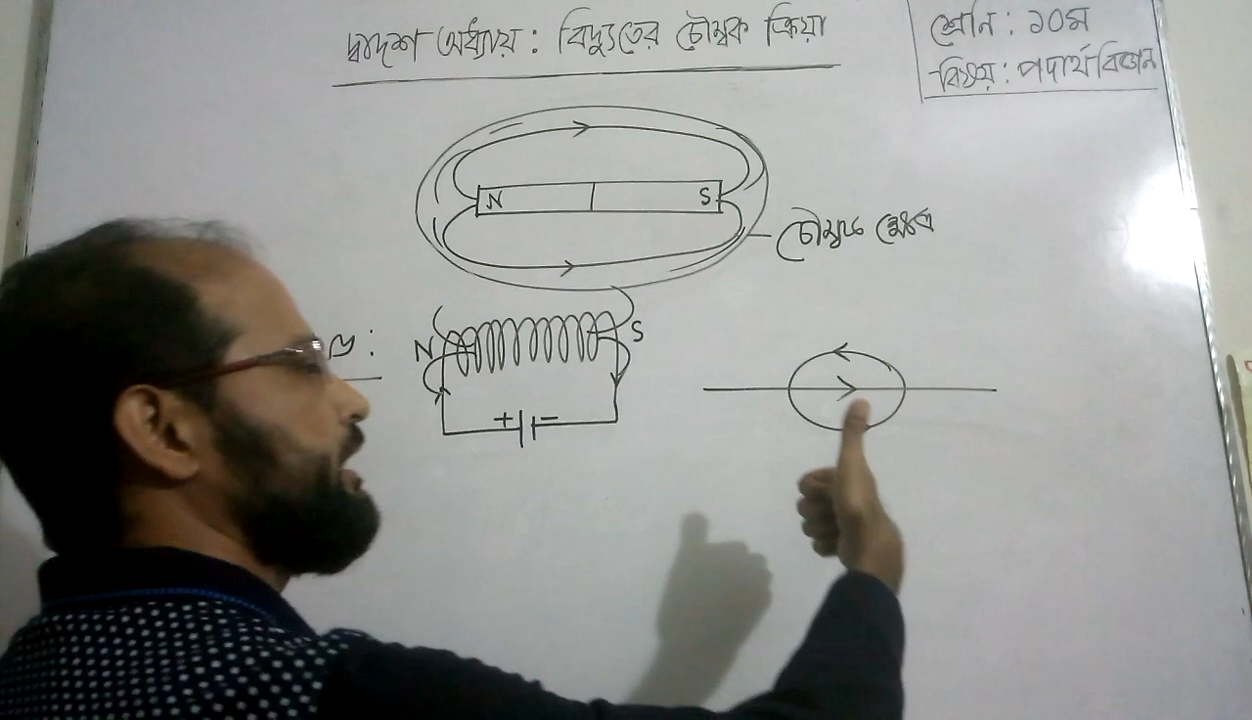 দ্বাদশ অধ্যায় : বিদ্যুতের চৌম্বক ক্রিয়া
শ্রেনি : ১০ম
বিষয় : পদার্থবিজ্ঞান
N S
চৌম্বক ক্ষেত্র
N S
+ -